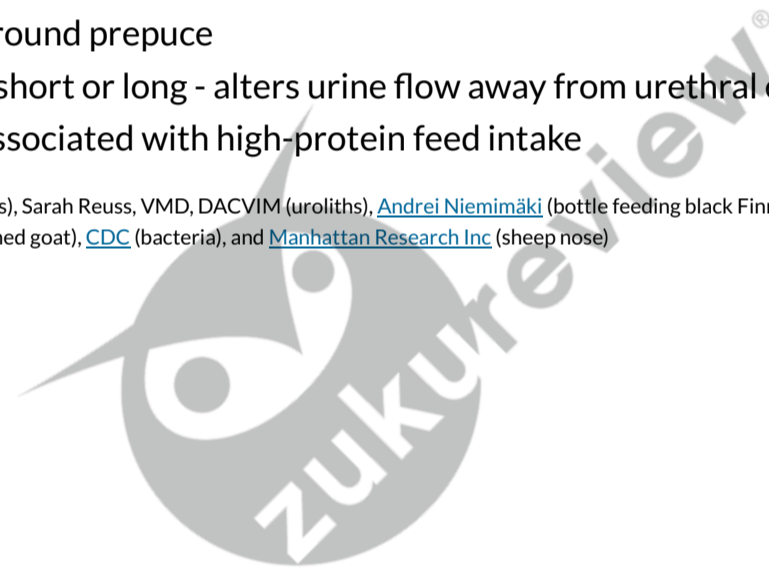 round prepuce
short or long - alters urine flow away from urethral
ssociated with high-protein feed intake
s), Sarah Reuss, VMD, DACVIM (uroliths), Andrei Niemimäki (bottle feeding black Fin
ned goat), CDC (bacteria), and Manhattan Research Inc (sheep nose)
zukureview®